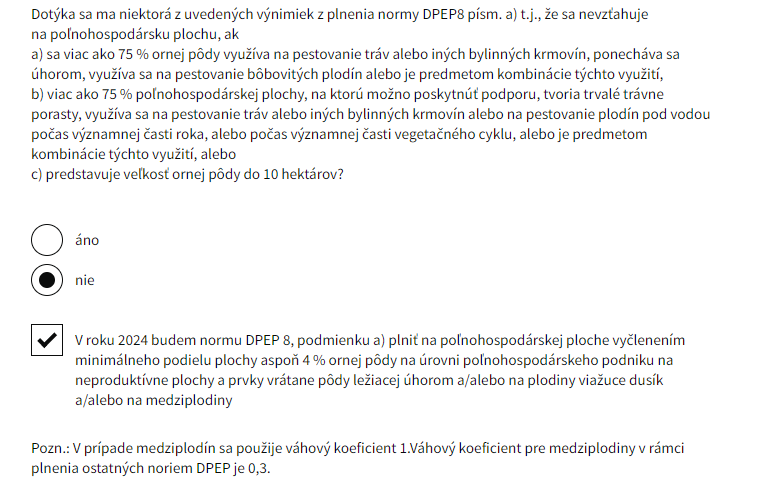 Dotýka sa ma niektorá z uvedených výnimiek z plnenia normy DPEP8 písm. a) t.j., že sa nevzťahuje
na poľnohospodársku plochu, ak
a) sa viac ako 75 % ornej pôdy využíva na pestovanie tráv alebo iných bylinných krmovín, ponecháva sa
úhorom, využíva sa na pestovanie bôbovitých plodín alebo je predmetom kombinácie týchto využití,
b) viac ako 75 % poľnohospodárskej plochy, na ktorú možno poskytnúť podporu, tvoria trvalé trávne
porasty, využíva sa na pestovanie tráv alebo iných bylinných krmovín alebo na pestovanie plodín pod vodou
počas významnej časti roka, alebo počas významnej časti vegetačného cyklu, alebo je predmetom
kombinácie týchto využití, alebo
c) predstavuje veľkosť ornej pôdy do 10 hektárov?
áno
nie
V roku 2024 budem normu DPEP 8, podmienku a) plniť na poľnohospodárskej ploche vyčlenením
minimálneho podielu plochy aspoň 4 % ornej pôdy na úrovni poľnohospodárskeho podniku na
neproduktívne plochy a prvky vrátane pôdy ležiacej úhorom a/alebo na plodiny viažuce dusík
a/alebo na medziplodiny
Pozn.: V prípade medziplodín sa použije váhový koeficient 1.Váhový koeficient pre medziplodiny v rámci
plnenia ostatných noriem DPEP je 0,3.